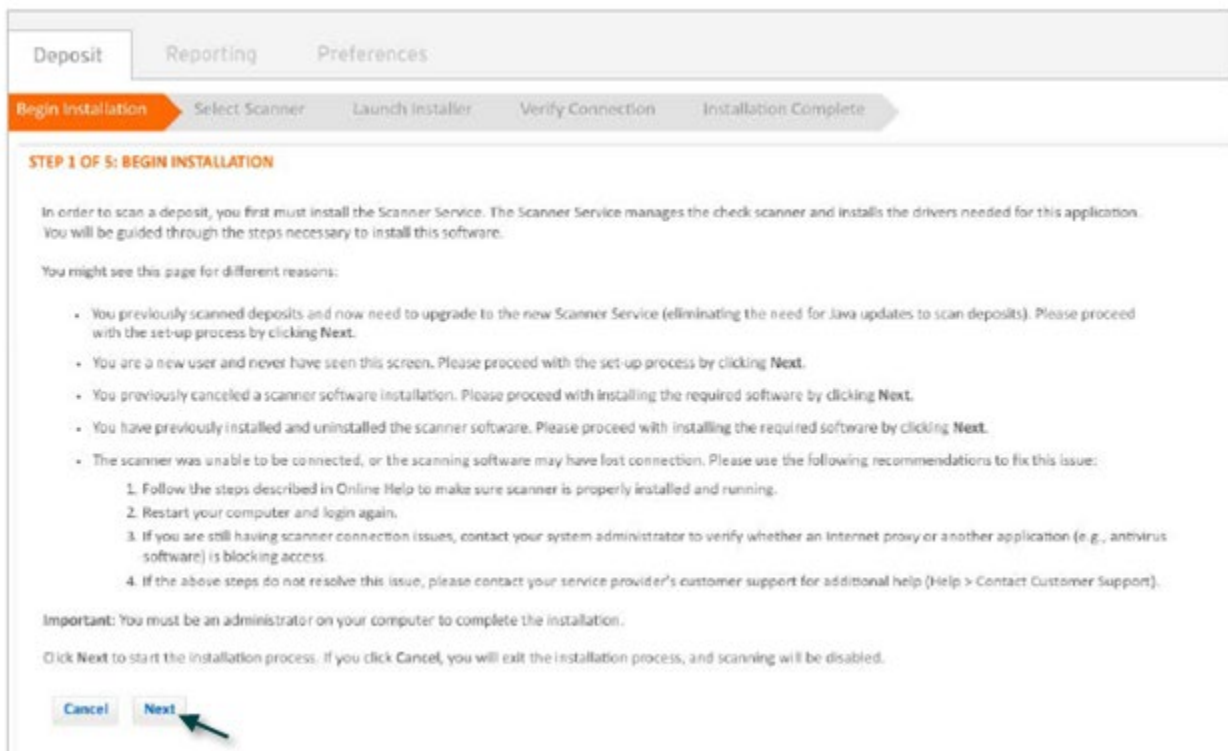 Deposit Reporting Preferences
Begin Installation Select Scanner Launch Installer Verify Connection Installation Complete
STEP 1 OF 5: BEGIN INSTALLATION
In order to scan a deposit, you first must install the Scanner Service. The Scanner Service manages the check scanner and installs the drivers needed for this application.
You will be guided through the steps necessary to install this software.
You might see this page for different reasons:
• You previously scanned deposits and now need to upgrade to the new Scanner Service (eliminating the need for Java updates to scan deposits). Please proceed
with the set-up process by clicking Next.
• You are a new user and never have seen this screen. Please proceed with the set-up process by clicking Next.
• You previously canceled a scanner software installation. Please proceed with installing the required software by clicking Next.
• You have previously installed and uninstalled the scanner software. Please proceed with installing the required software by clicking Next.
• The scanner was unable to be connected, or the scanning software may have lost connection. Please use the following recommendations to fix this issue:
1. Follow the steps described in Online Help to make sure scanner is properly installed and running.
2. Restart your computer and login again.
3. If you are still having scanner connection issues, contact your system administrator to verify whether an Internet proxy or another application (e.g., antivirus
software) is blocking access.
4. If the above steps do not resolve this issue, please contact your service provider's customer support for additional help (Help > Contact Customer Support).
Important: You must be an administrator on your computer to complete the installation.
Click Next to start the installation process. If you click Cancel, you will exit the installation process, and scanning will be disabled.
Cancel Next